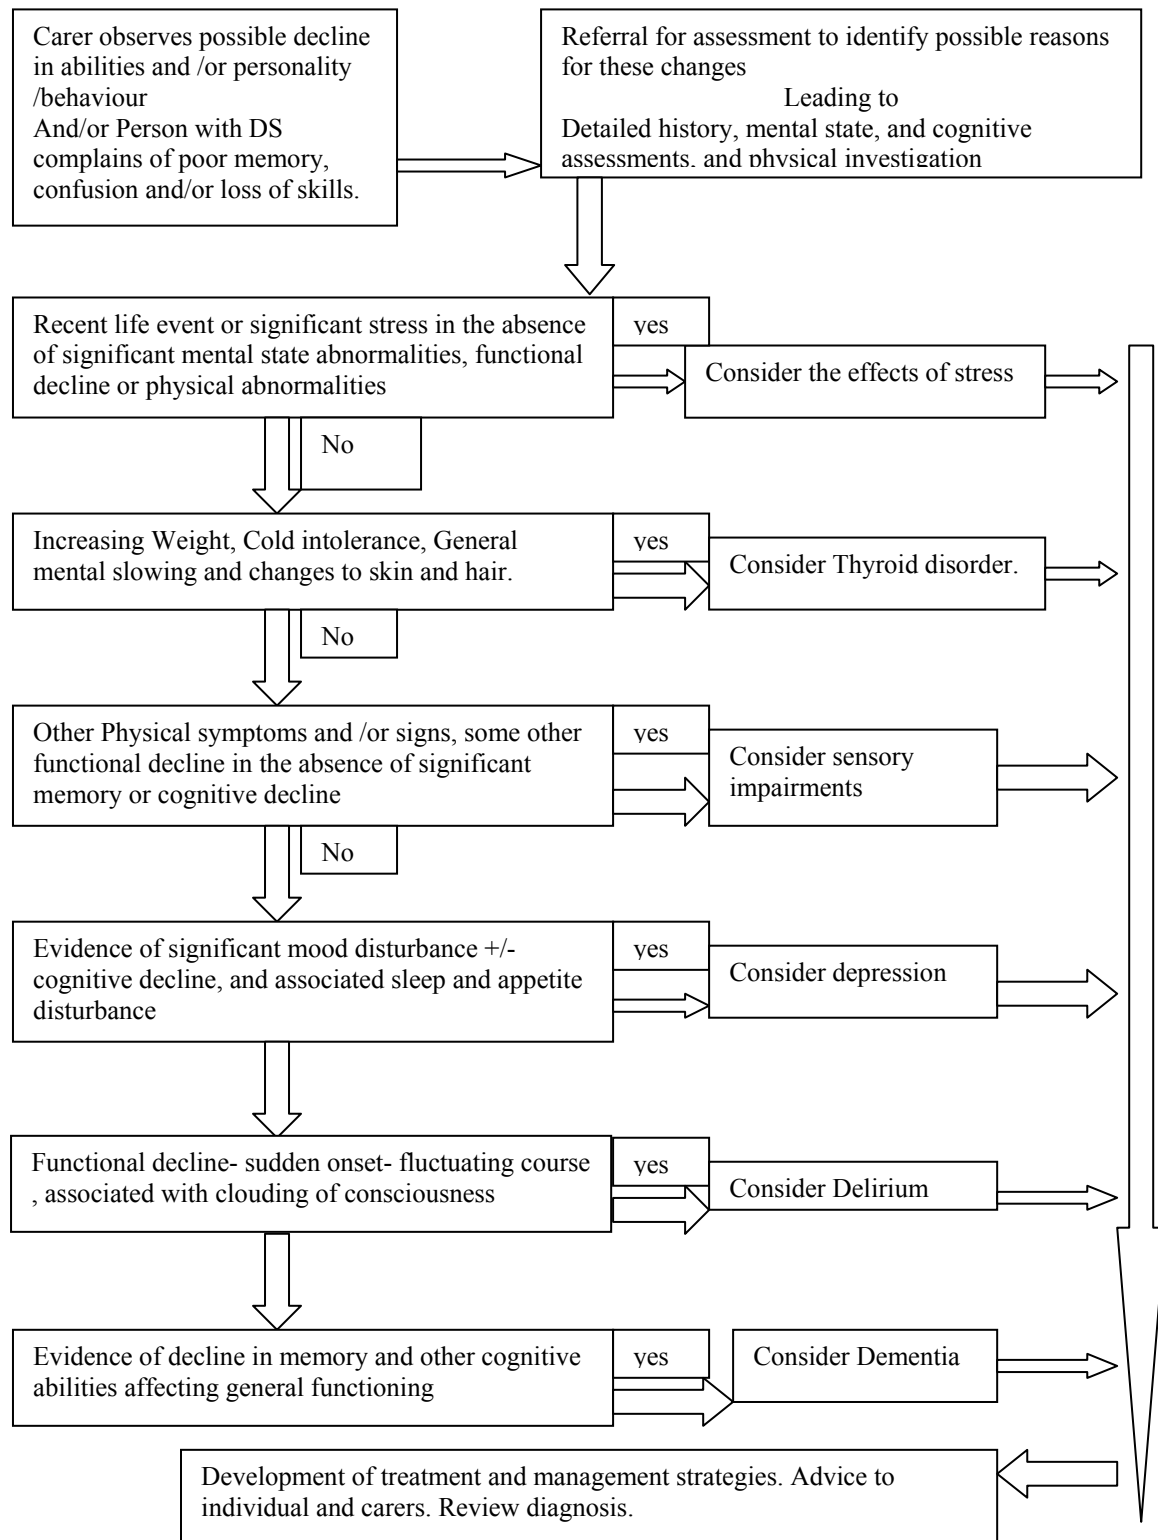 Carer observes possible decline
in abilities and /or personality
/behaviour
And/or Person with DS
complains of poor memory,
confusion and/or loss of skills.
Referral for assessment to identify possible reasons
for these changes
Leading to
Detailed history, mental state, and cognitive
assessments, and physical investigation
Recent life event or significant stress in the absence
of significant mental state abnormalities, functional
decline or physical abnormalities
yes
Consider the effects of stress
No
Increasing Weight, Cold intolerance, General
mental slowing and changes to skin and hair.
yes
Consider Thyroid disorder.
No
Other Physical symptoms and /or signs, some other
functional decline in the absence of significant
memory or cognitive decline
yes
Consider sensory
impairments
No
Evidence of significant mood disturbance +/-
cognitive decline, and associated sleep and appetite
disturbance
yes
Consider depression
Functional decline- sudden onset- fluctuating course
, associated with clouding of consciousness
yes
Consider Delirium
Evidence of decline in memory and other cognitive
abilities affecting general functioning
yes
Consider Dementia
Development of treatment and management strategies. Advice to
individual and carers. Review diagnosis.